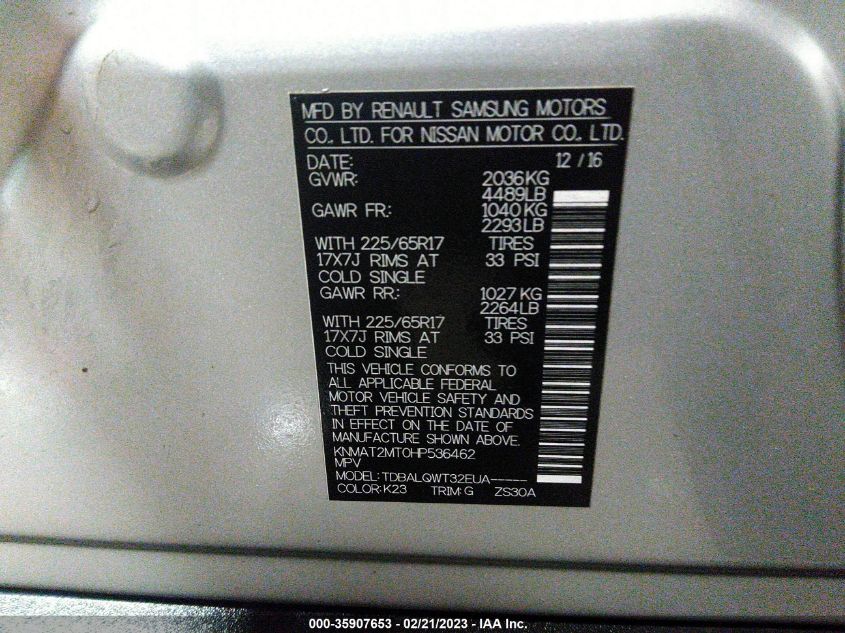 MFD BY RENAULT SAMSUNG MOTORS
CO., LTD. FOR NISSAN MOTOR CO., LTD.
DATE: 12 / 16
GVWR: 2036KG
4489LB
GAWR FR.: 1040KG
2293LB
WITH 225/65R17 TIRES
17X7J RIMS AT 33 PSI
COLD SINGLE
GAWR RR.: 1027KG
2264LB
WITH 225/65R17 TIRES
17X7J RIMS AT 33 PSI
COLD SINGLE
THIS VEHICLE CONFORMS TO
ALL APPLICABLE FEDERAL
MOTOR VEHICLE SAFETY AND
THEFT PREVENTION STANDARDS
IN EFFECT ON THE DATE OF
MANUFACTURE SHOWN ABOVE.
KNMAT2MT0HP536462
MPV
MODEL: TDBALQWT32EUA-----
COLOR: K23 TRIM: G ZS30A
000-35907653 - 02/21/2023 - IAA Inc.